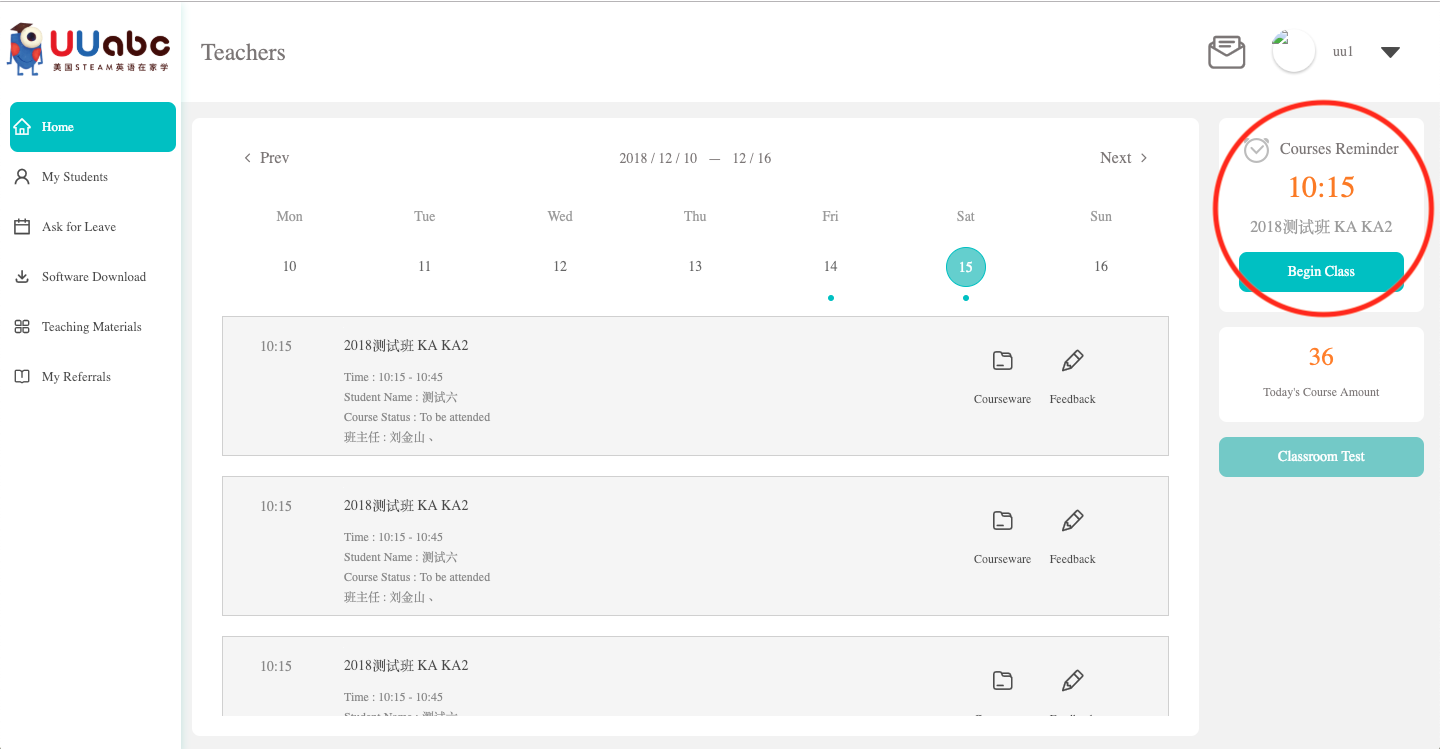 UUabc
美国STEAM英语在家学
Teachers
uu1
Home
My Students
Ask for Leave
Software Download
Teaching Materials
My Referrals
Prev
2018 / 12 / 10 — 12 / 16
Next
Mon Tue Wed Thu Fri Sat Sun
10 11 12 13 14 15 16
10:15
2018测试班 KA KA2
Time : 10:15 - 10:45
Student Name : 测试六
Course Status : To be attended
班主任 : 刘金山 、
Courseware Feedback
10:15
2018测试班 KA KA2
Time : 10:15 - 10:45
Student Name : 测试六
Course Status : To be attended
班主任 : 刘金山 、
Courseware Feedback
10:15
2018测试班 KA KA2
Time : 10:15 - 10:45
Student Name : 测试六
Courses Reminder
10:15
2018测试班 KA KA2
Begin Class
36
Today's Course Amount
Classroom Test